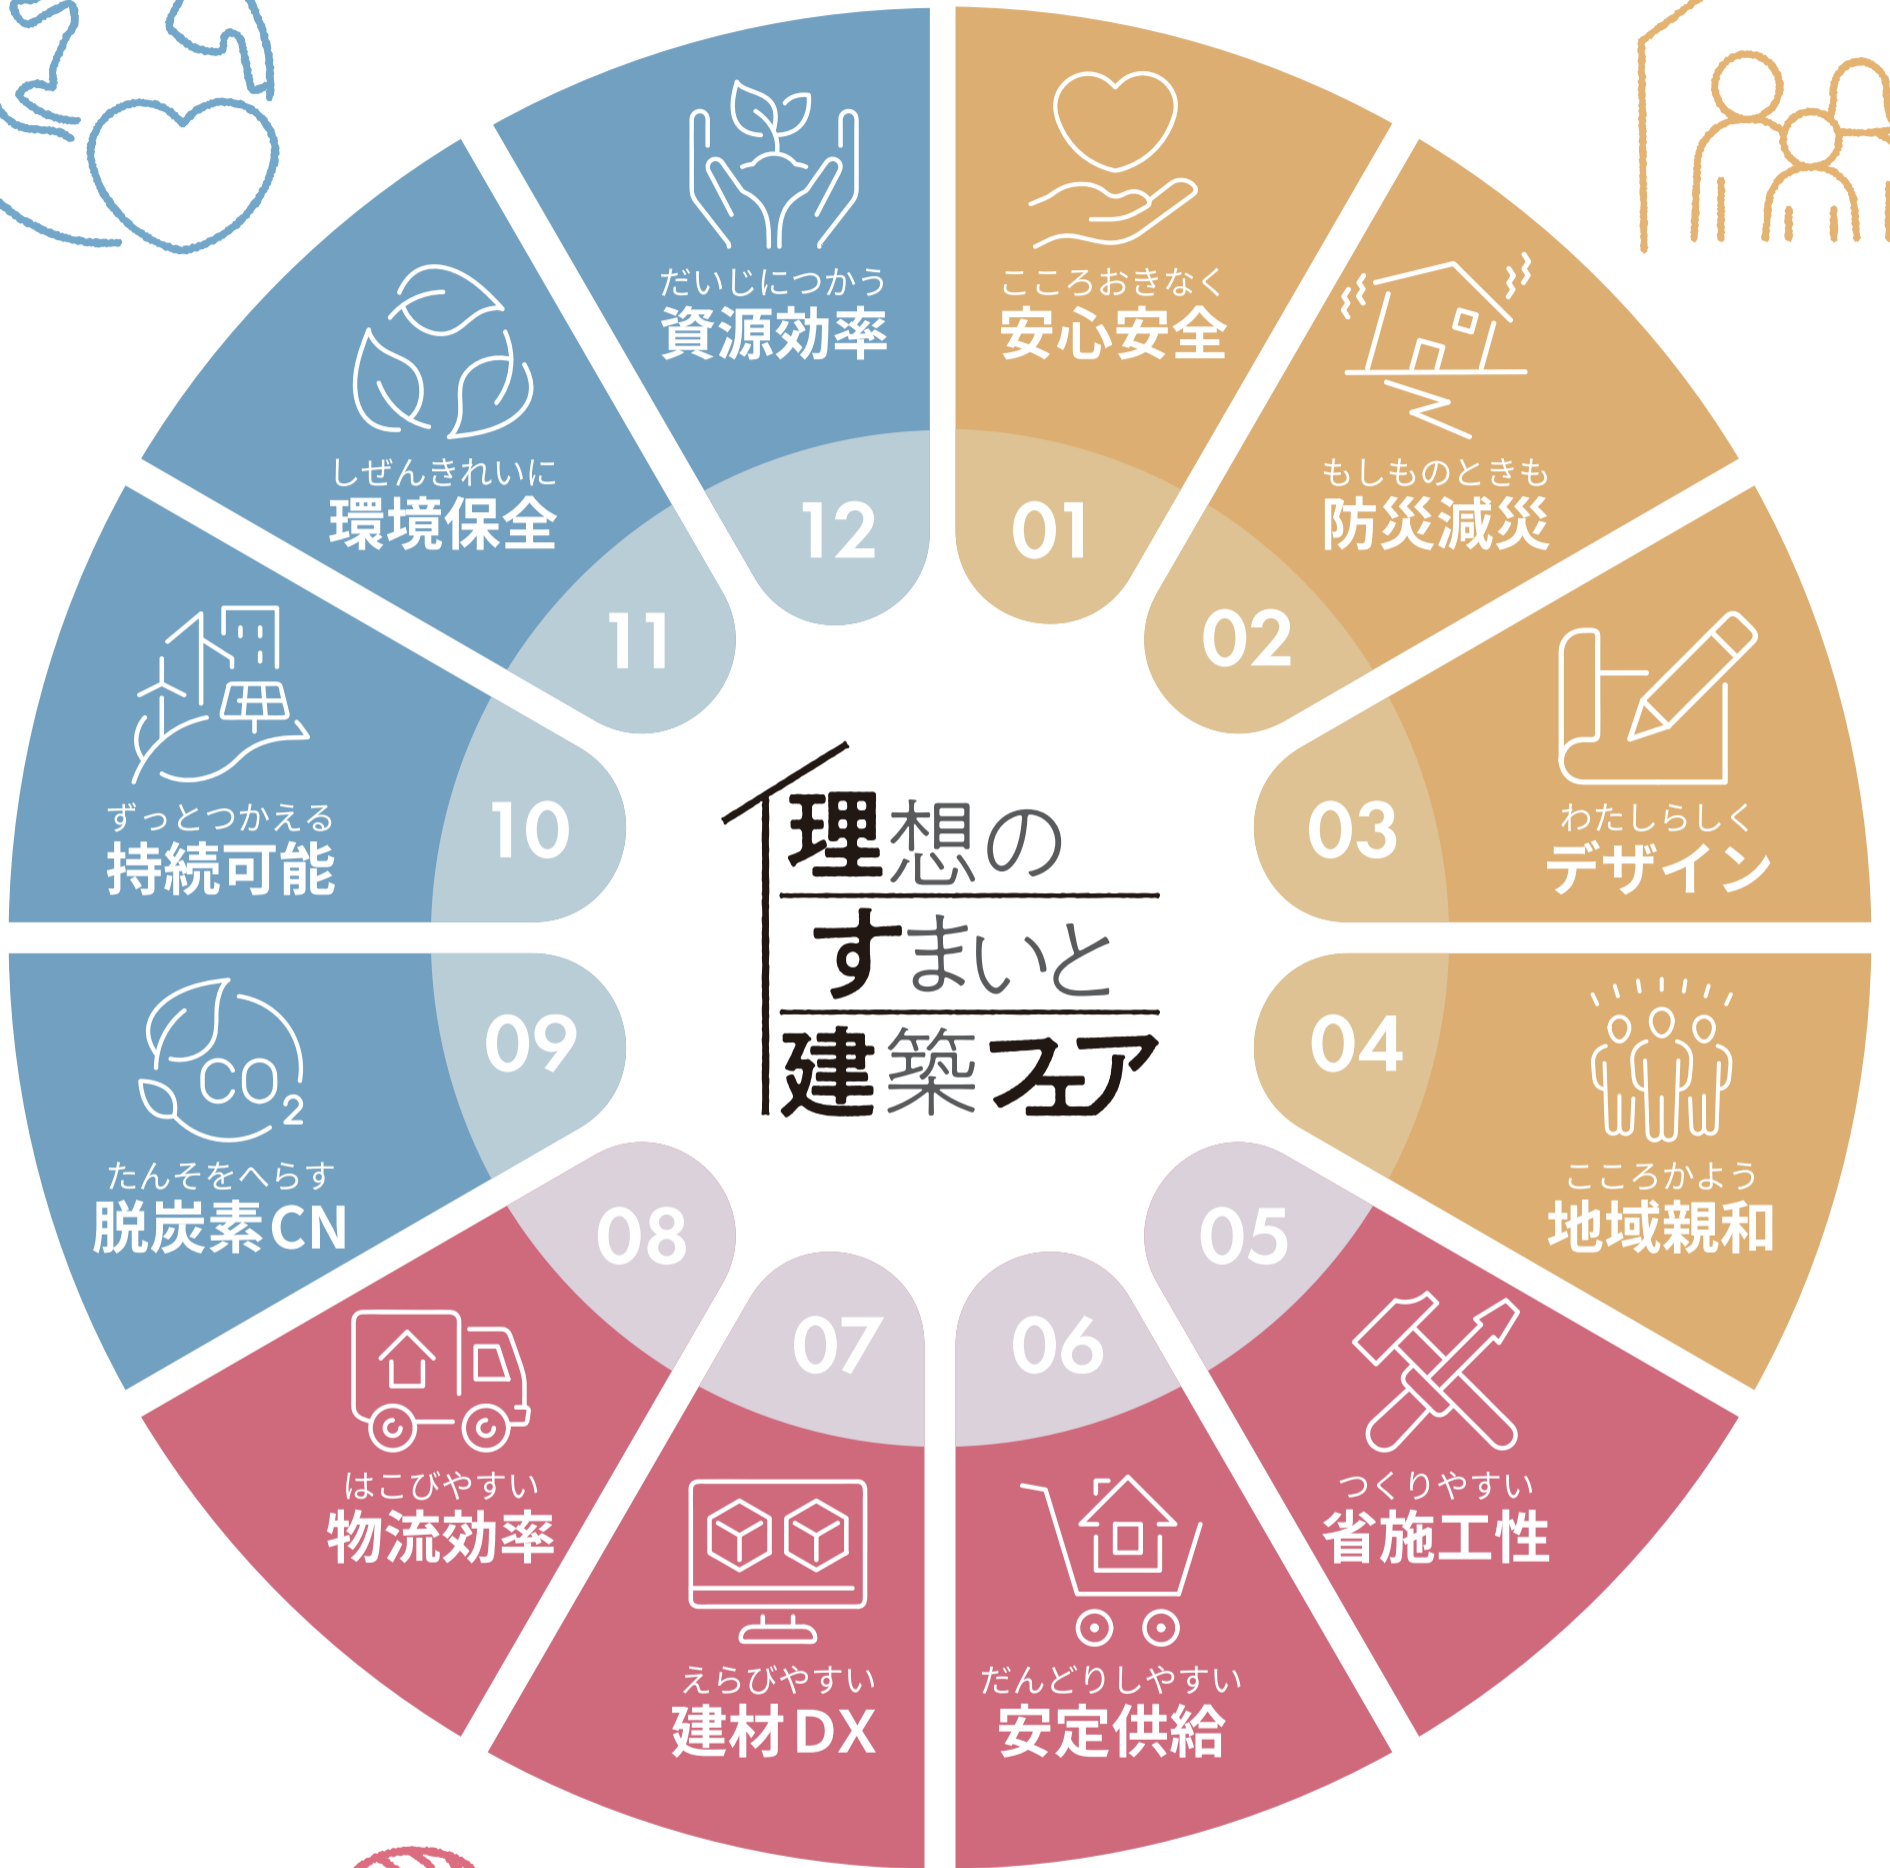 理想の
すまいと
建築フェア
こころおきなく
安心安全
01
もしものときも
防災減災
02
わたしらしく
デザイン
03
こころかよう
地域親和
04
つくりやすい
省施工性
05
だんどりしやすい
安定供給
06
えらびやすい
建材DX
07
はこびやすい
物流効率
08
CO2
たんそをへらす
脱炭素CN
09
ずっとつかえる
持続可能
10
しぜんきれいに
環境保全
11
だいじにつかう
資源効率
12